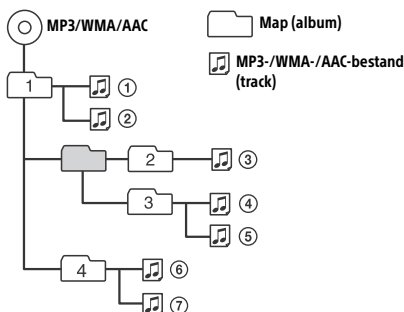 MP3/WMA/AAC
Map (album)
MP3-/WMA-/AAC-bestand
(track)
1
①
②
2
③
3
④
⑤
4
⑥
⑦